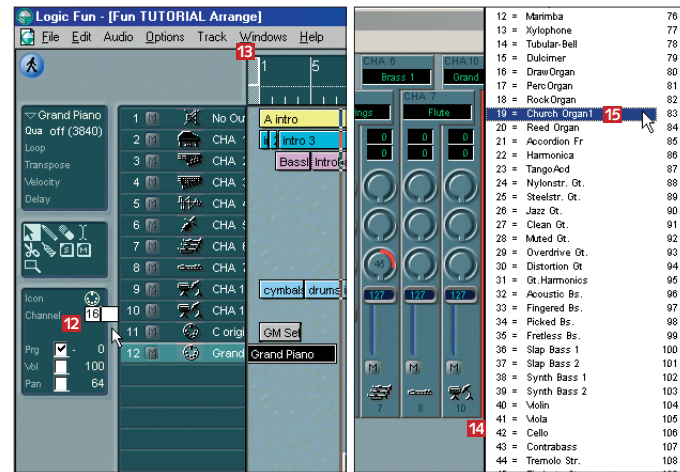 Logic Fun - [Fun TUTORIAL Arrange]
File Edit Audio Options Track Windows Help
13
1 5
Grand Piano
Qua off (3840)
Loop
Transpose
Velocity
Delay
1 M No Ou
2 M CHA
3 M CHA
4 M CHA
5 M CHA
6 M CHA
7 M CHA
8 M CHA
9 M CHA 1
10 M CHA 1
11 M C origi
12 M Grand
A intro
intro 3
Bassl Intro
cymbals drums
GM Set
Grand Piano
S M
Icon
Channel 16
12
Prg - 0
Vol 100
Pan 64
CHA 6 CHA 10
Brass 1 Grand
CHA 7
ings Flute
0 0 0
0 0 0
46
127 127 127
M M M
7 8 10
14
12 = Marimba 76
13 = Xylophone 77
14 = Tubular-Bell 78
15 = Dulcimer 79
16 = DrawOrgan 80
17 = PercOrgan 81
18 = RockOrgan 82
19 = Church Organ1 15 83
20 = Reed Organ 84
21 = Accordion Fr 85
22 = Harmonica 86
23 = TangoAcd 87
24 = Nylonstr. Gt. 88
25 = Steelstr. Gt. 89
26 = Jazz Gt. 90
27 = Clean Gt. 91
28 = Muted Gt. 92
29 = Overdrive Gt. 93
30 = Distortion Gt 94
31 = Gt.Harmonics 95
32 = Acoustic Bs. 96
33 = Fingered Bs. 97
34 = Picked Bs. 98
35 = Fretless Bs. 99
36 = Slap Bass 1 100
37 = Slap Bass 2 101
38 = Synth Bass 1 102
39 = Synth Bass 2 103
40 = Violin 104
41 = Viola 105
42 = Cello 106
43 = Contrabass 107
44 = Tremolo Str. 108